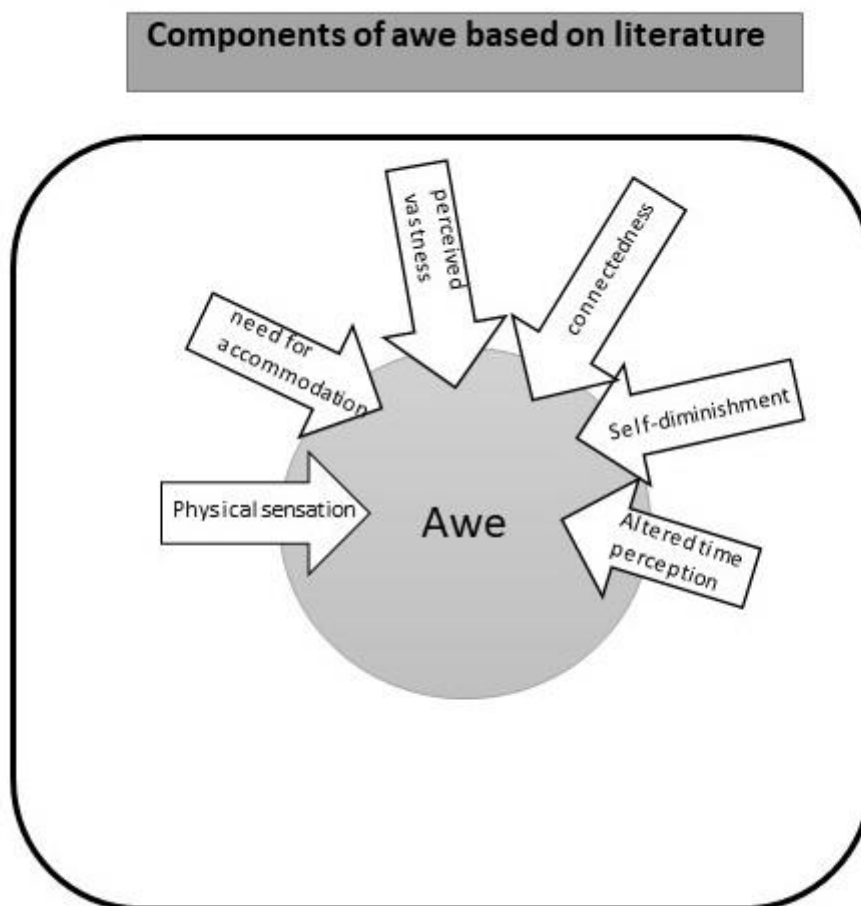 Components of awe based on literature
perceived
vastness
connectedness
need for
accommodation
Self-diminishment
Physical sensation
Awe
Altered time
perception